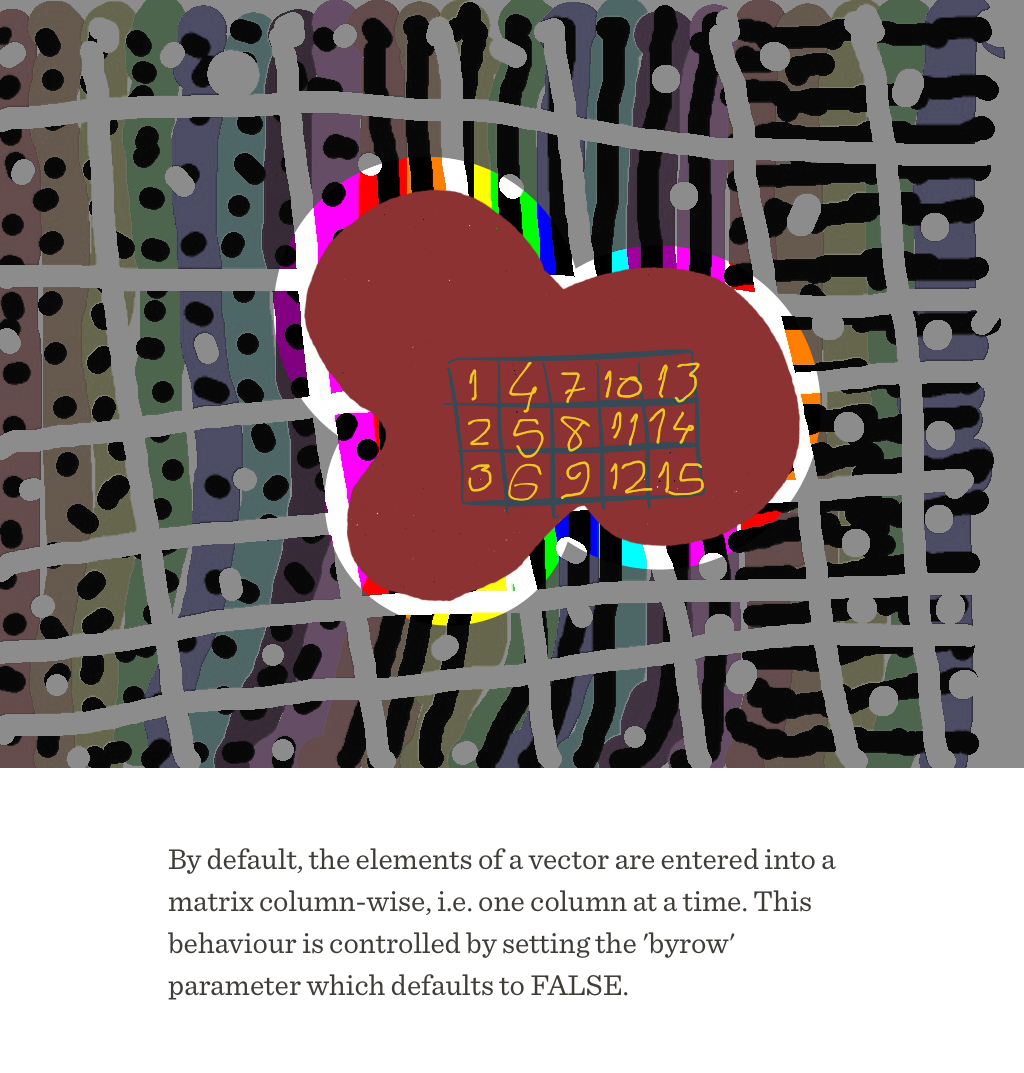 1 4 7 10 13
2 5 8 11 14
3 6 9 12 15
By default, the elements of a vector are entered into a
matrix column-wise, i.e. one column at a time. This
behaviour is controlled by setting the 'byrow'
parameter which defaults to FALSE.